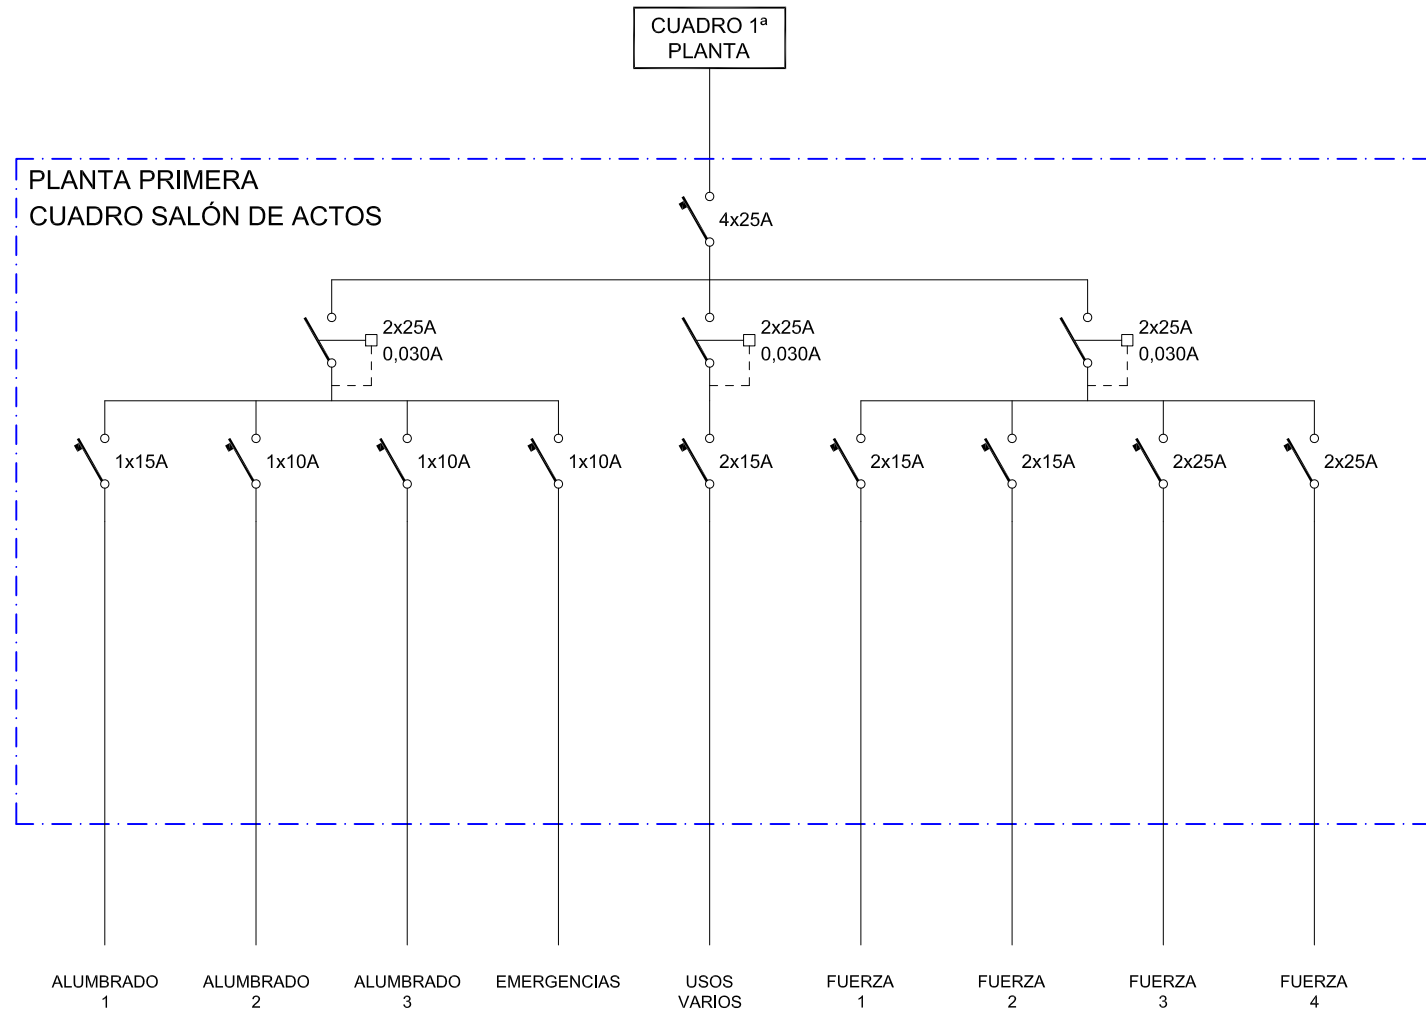 CUADRO 1ª
PLANTA
PLANTA PRIMERA
CUADRO SALÓN DE ACTOS
4x25A
2x25A
0,030A
2x25A
0,030A
2x25A
0,030A
1x15A
1x10A
1x10A
1x10A
2x15A
2x15A
2x15A
2x25A
2x25A
ALUMBRADO
1
ALUMBRADO
2
ALUMBRADO
3
EMERGENCIAS
USOS
VARIOS
FUERZA
1
FUERZA
2
FUERZA
3
FUERZA
4